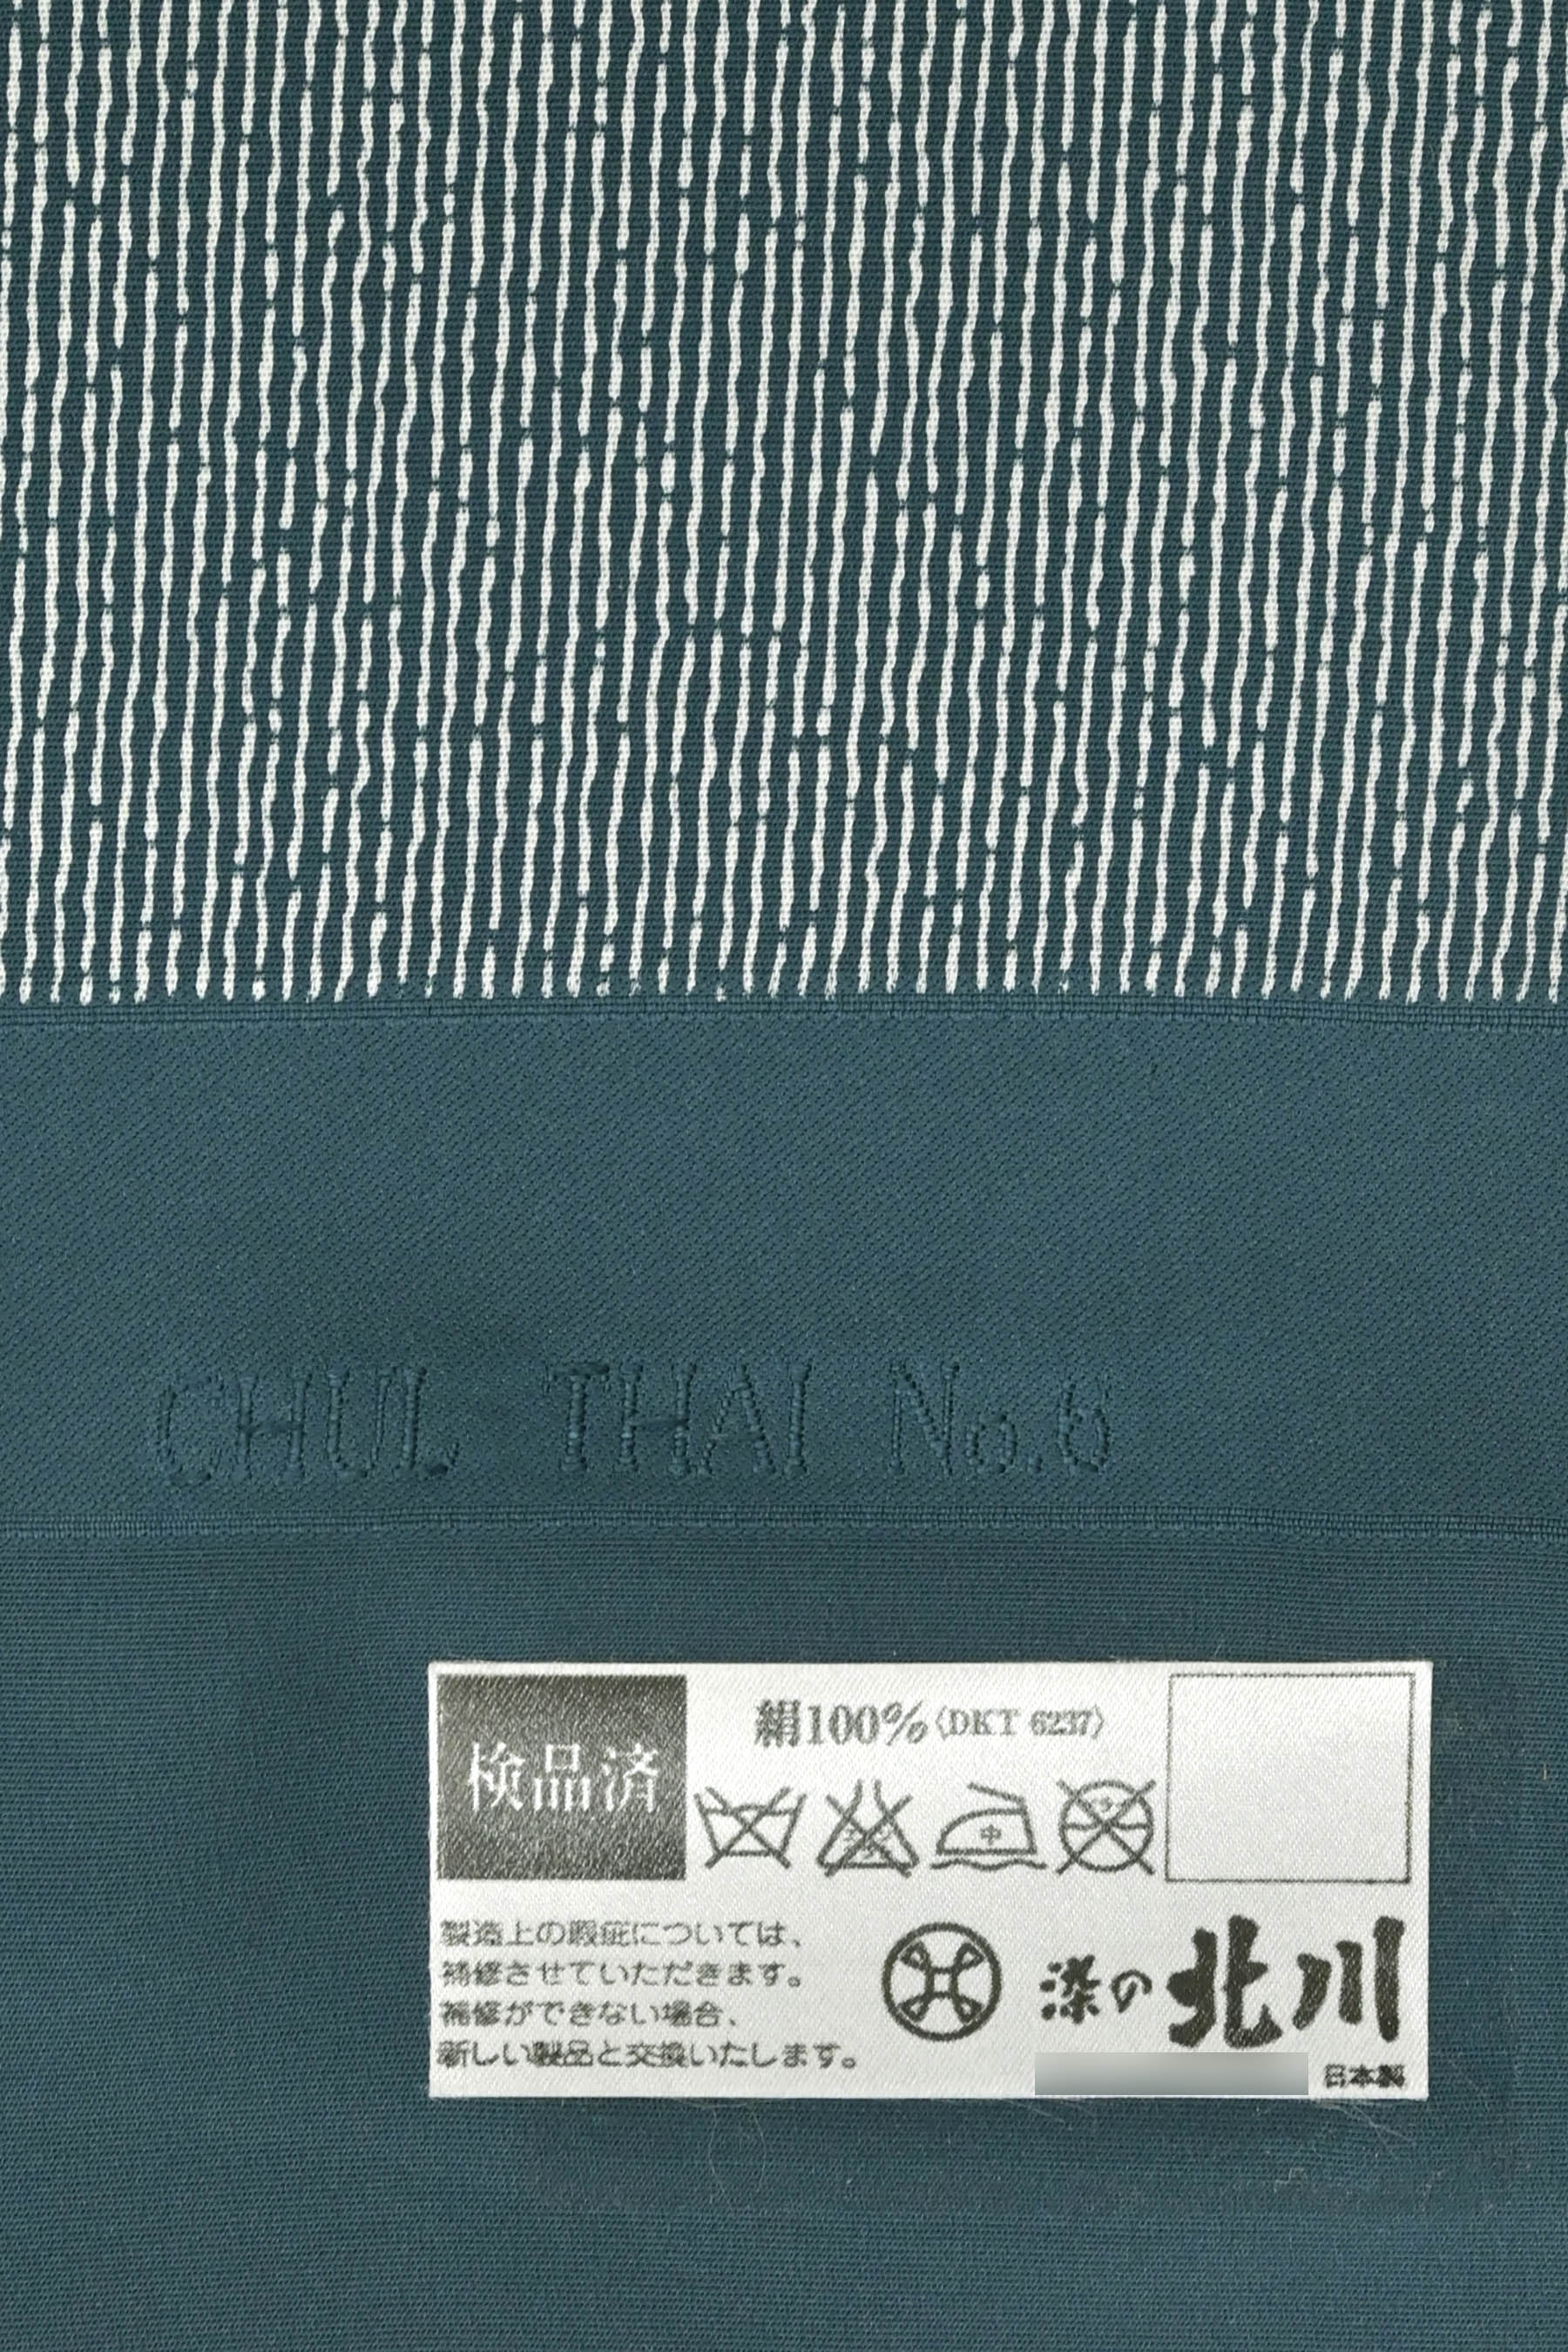 CHUL THAI No.6
検品済
絹100%〈DKT 6237〉
中
製造上の瑕疵については、
補修させていただきます。
補修ができない場合、
新しい製品と交換いたします。
染の北川
日本製